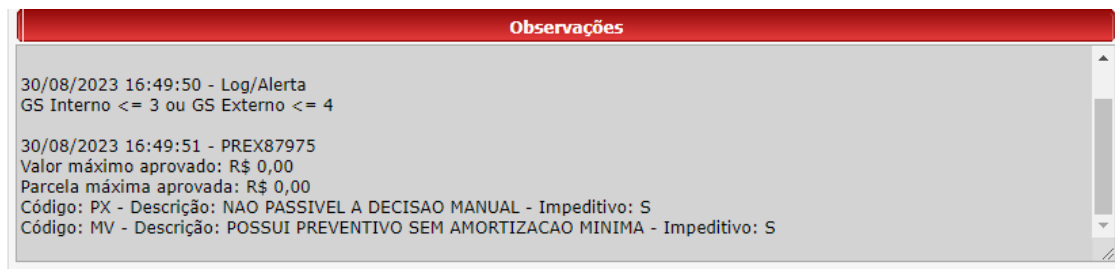 Observações
30/08/2023 16:49:50 - Log/Alerta
GS Interno <= 3 ou GS Externo <= 4
30/08/2023 16:49:51 - PREX87975
Valor máximo aprovado: R$ 0,00
Parcela máxima aprovada: R$ 0,00
Código: PX - Descrição: NAO PASSIVEL A DECISAO MANUAL - Impeditivo: S
Código: MV - Descrição: POSSUI PREVENTIVO SEM AMORTIZACAO MINIMA - Impeditivo: S